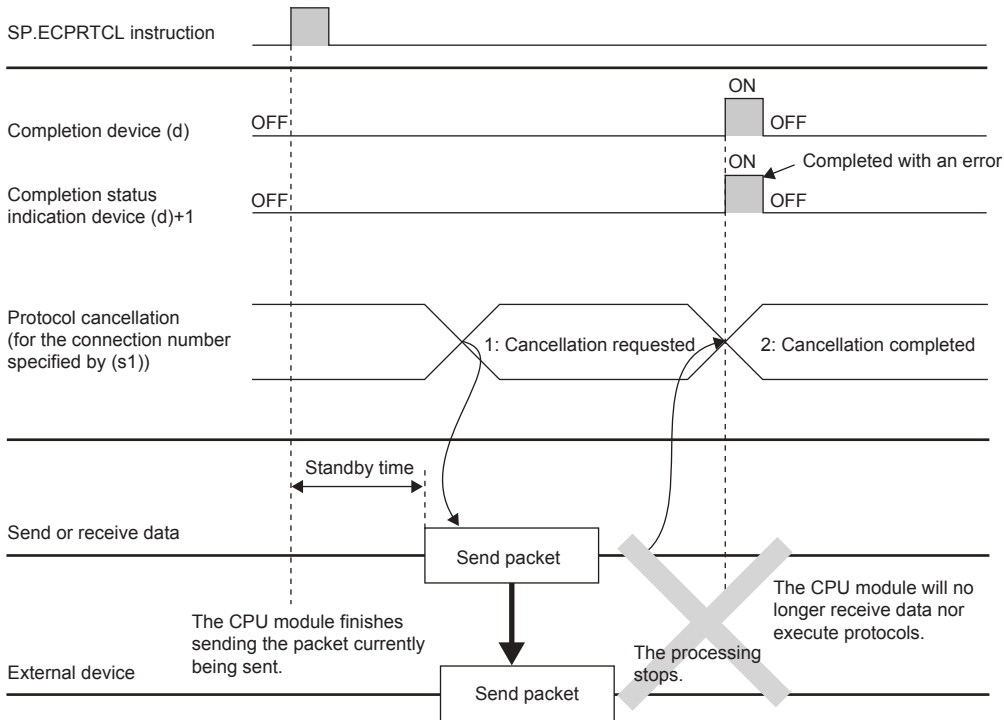 SP.ECPRTCL instruction
ON
Completion device (d)
OFF
OFF
ON
Completed with an error
Completion status
indication device (d)+1
OFF
OFF
Protocol cancellation
(for the connection number
specified by (s1))
1: Cancellation requested
2: Cancellation completed
Standby time
Send or receive data
Send packet
The CPU module finishes
sending the packet currently
being sent.
The CPU module will no
longer receive data nor
execute protocols.
The processing
stops.
External device
Send packet